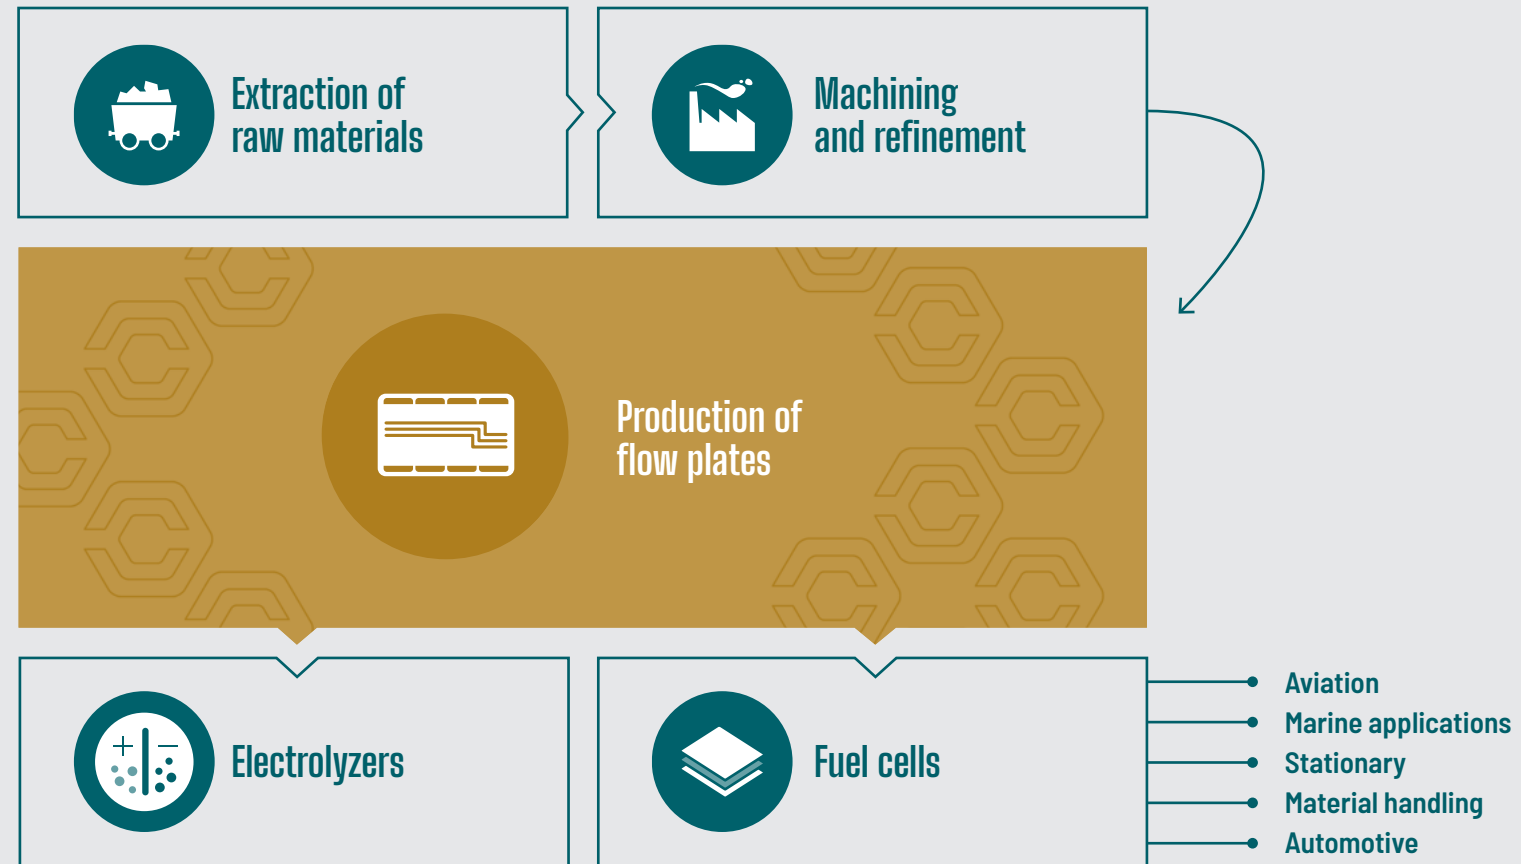 Extraction of
raw materials
Machining
and refinement
Production of
flow plates
Electrolyzers
Fuel cells
Aviation
Marine applications
Stationary
Material handling
Automotive